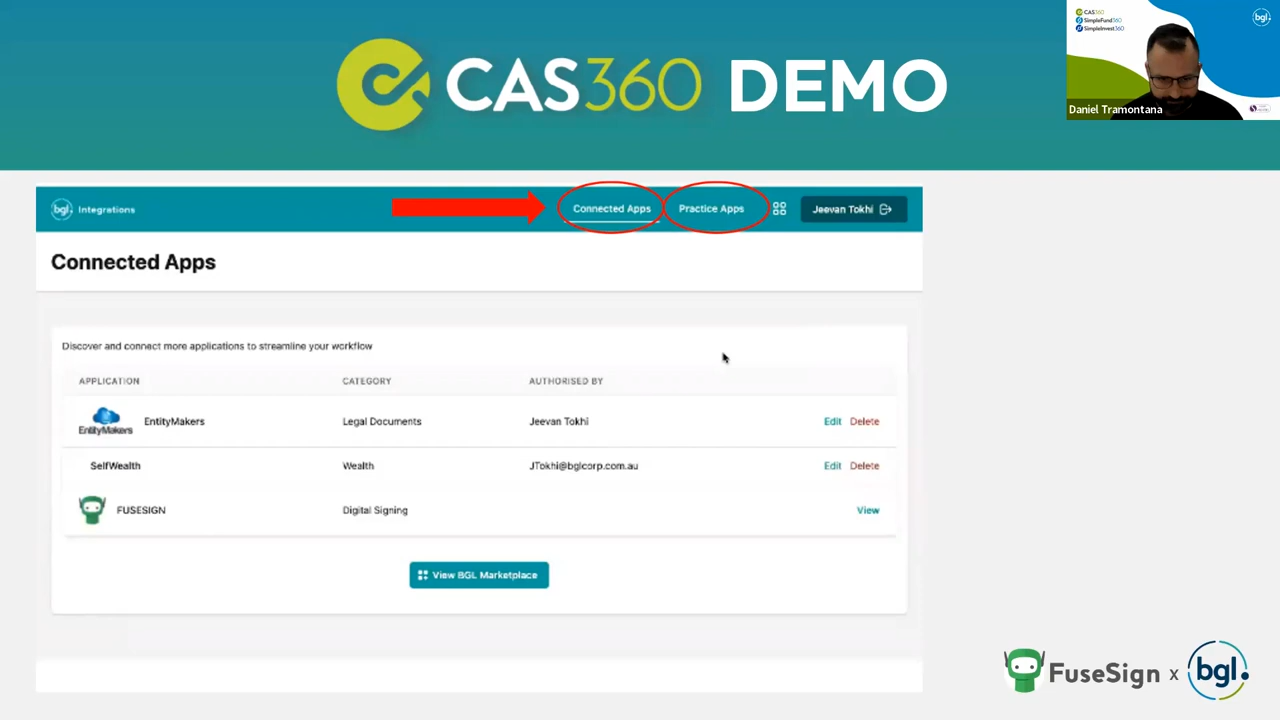 CAS360 DEMO
CAS360
SimpleFund360
SimpleInvest360
bgl.
Daniel Tramontana
bgl. Integrations
Connected Apps
Practice Apps
Jeevan Tokhi
Connected Apps
Discover and connect more applications to streamline your workflow
APPLICATION CATEGORY AUTHORISED BY
EntityMakers EntityMakers Legal Documents Jeevan Tokhi Edit Delete
SelfWealth Wealth JTokhi@bglcorp.com.au Edit Delete
FUSESIGN Digital Signing View
View BGL Marketplace
FuseSign x bgl.